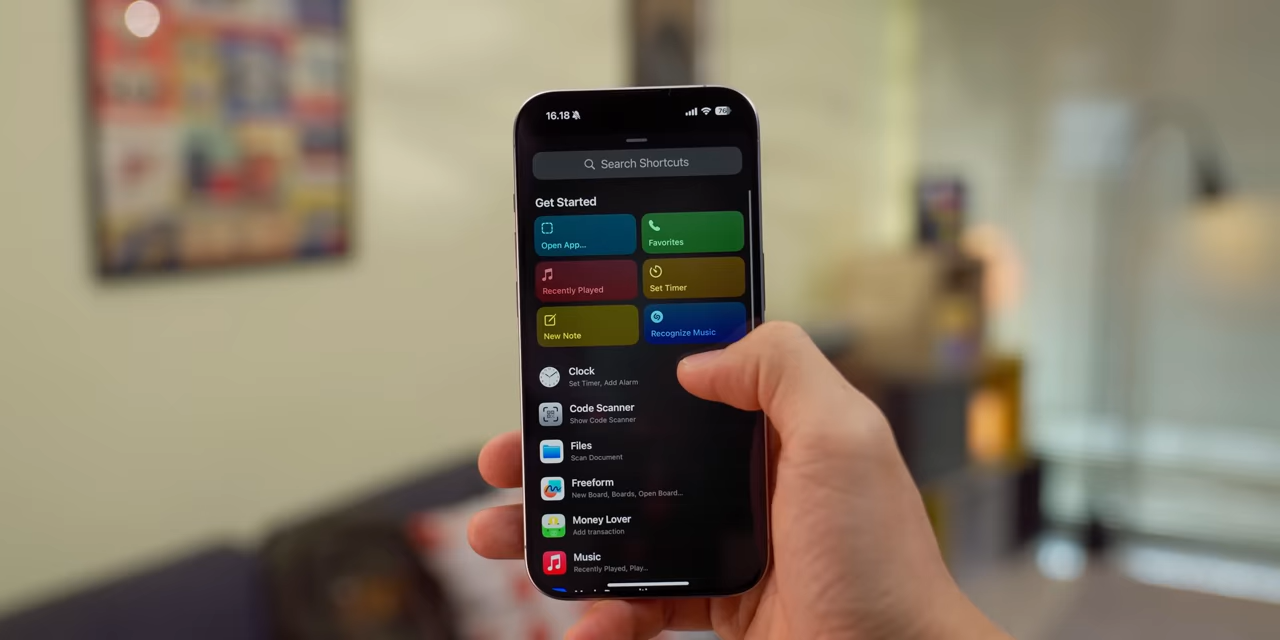 16.18
76
Search Shortcuts
Get Started
Open App...
Favorites
Recently Played
Set Timer
New Note
Recognize Music
Clock
Set Timer, Add Alarm
Code Scanner
Show Code Scanner
Files
Scan Document
Freeform
New Board, Boards, Open Board...
Money Lover
Add transaction
Music
Recently Played, Play...